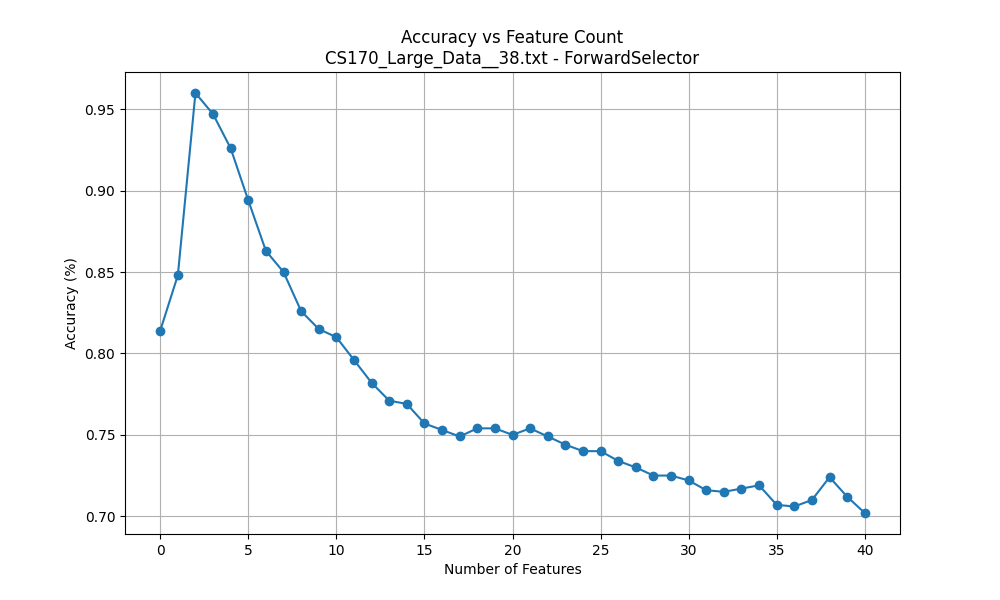 Accuracy vs Feature Count
CS170_Large_Data__38.txt - ForwardSelector
Accuracy (%)
0.95
0.90
0.85
0.80
0.75
0.70
0 5 10 15 20 25 30 35 40
Number of Features